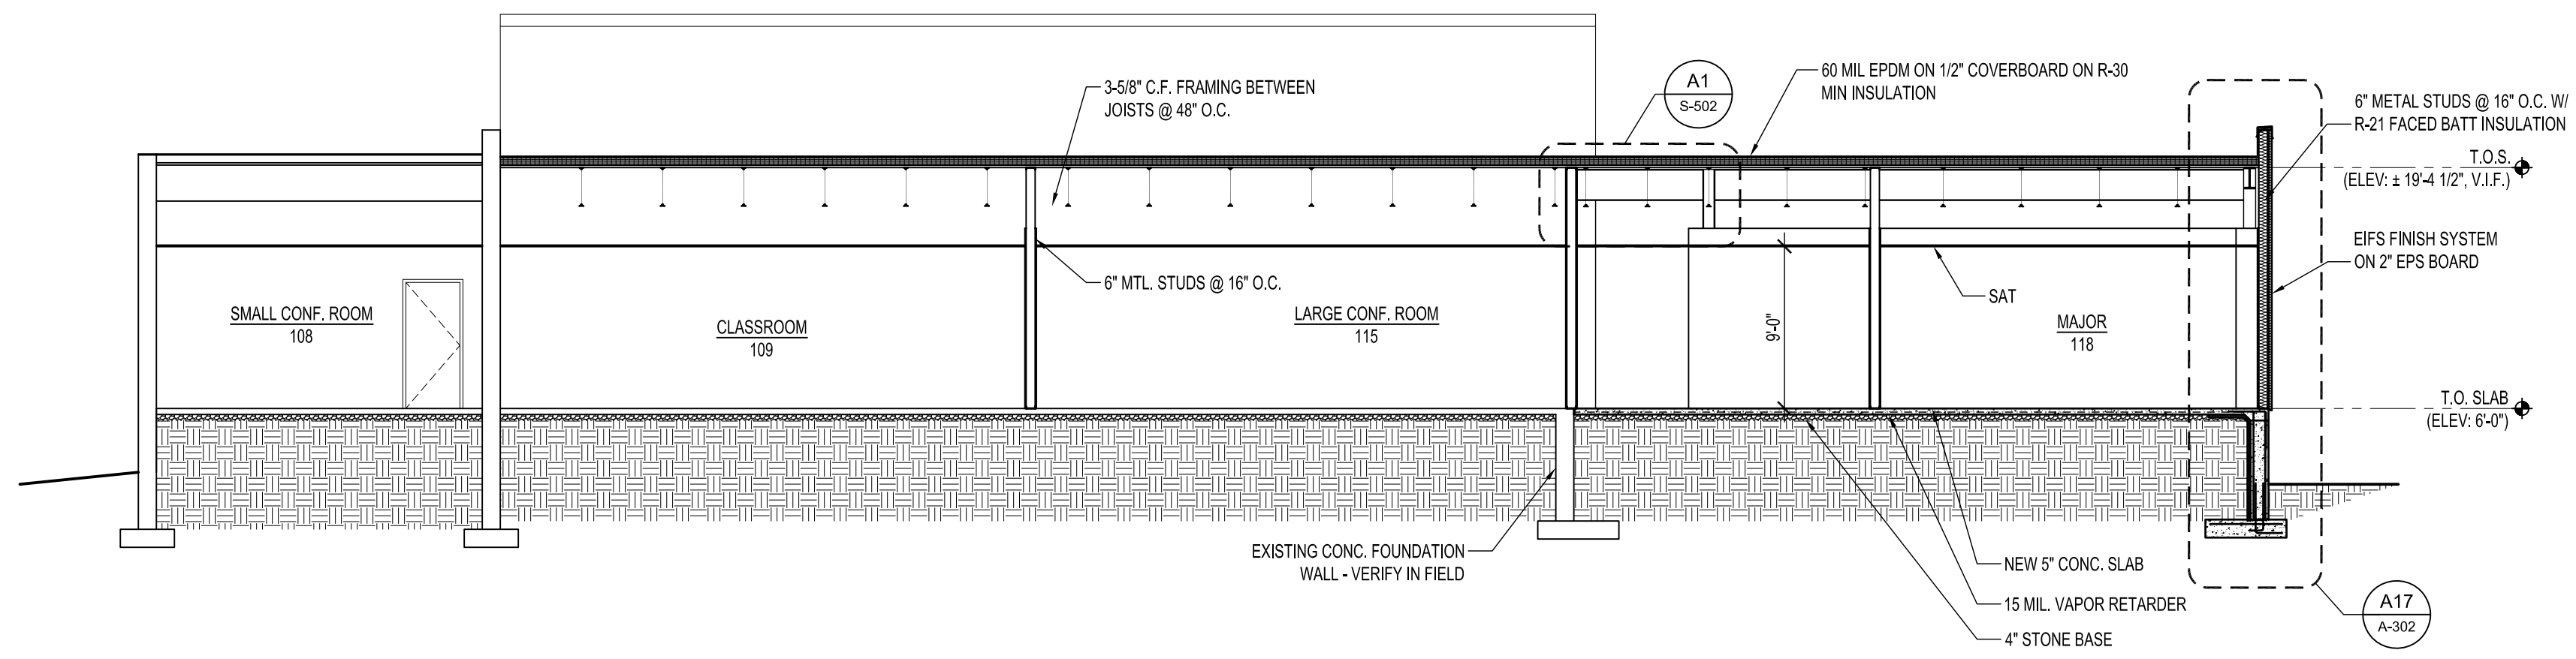 3-5/8" C.F. FRAMING BETWEEN
JOISTS @ 48" O.C.
A1
S-502
60 MIL EPDM ON 1/2" COVERBOARD ON R-30
MIN INSULATION
6" METAL STUDS @ 16" O.C. W/
R-21 FACED BATT INSULATION
T.O.S.
(ELEV: ± 19'-4 1/2", V.I.F.)
EIFS FINISH SYSTEM
ON 2" EPS BOARD
6" MTL. STUDS @ 16" O.C.
SAT
SMALL CONF. ROOM
108
CLASSROOM
109
LARGE CONF. ROOM
115
9'-0"
MAJOR
118
T.O. SLAB
(ELEV: 6'-0")
EXISTING CONC. FOUNDATION
WALL - VERIFY IN FIELD
NEW 5" CONC. SLAB
15 MIL. VAPOR RETARDER
4" STONE BASE
A17
A-302